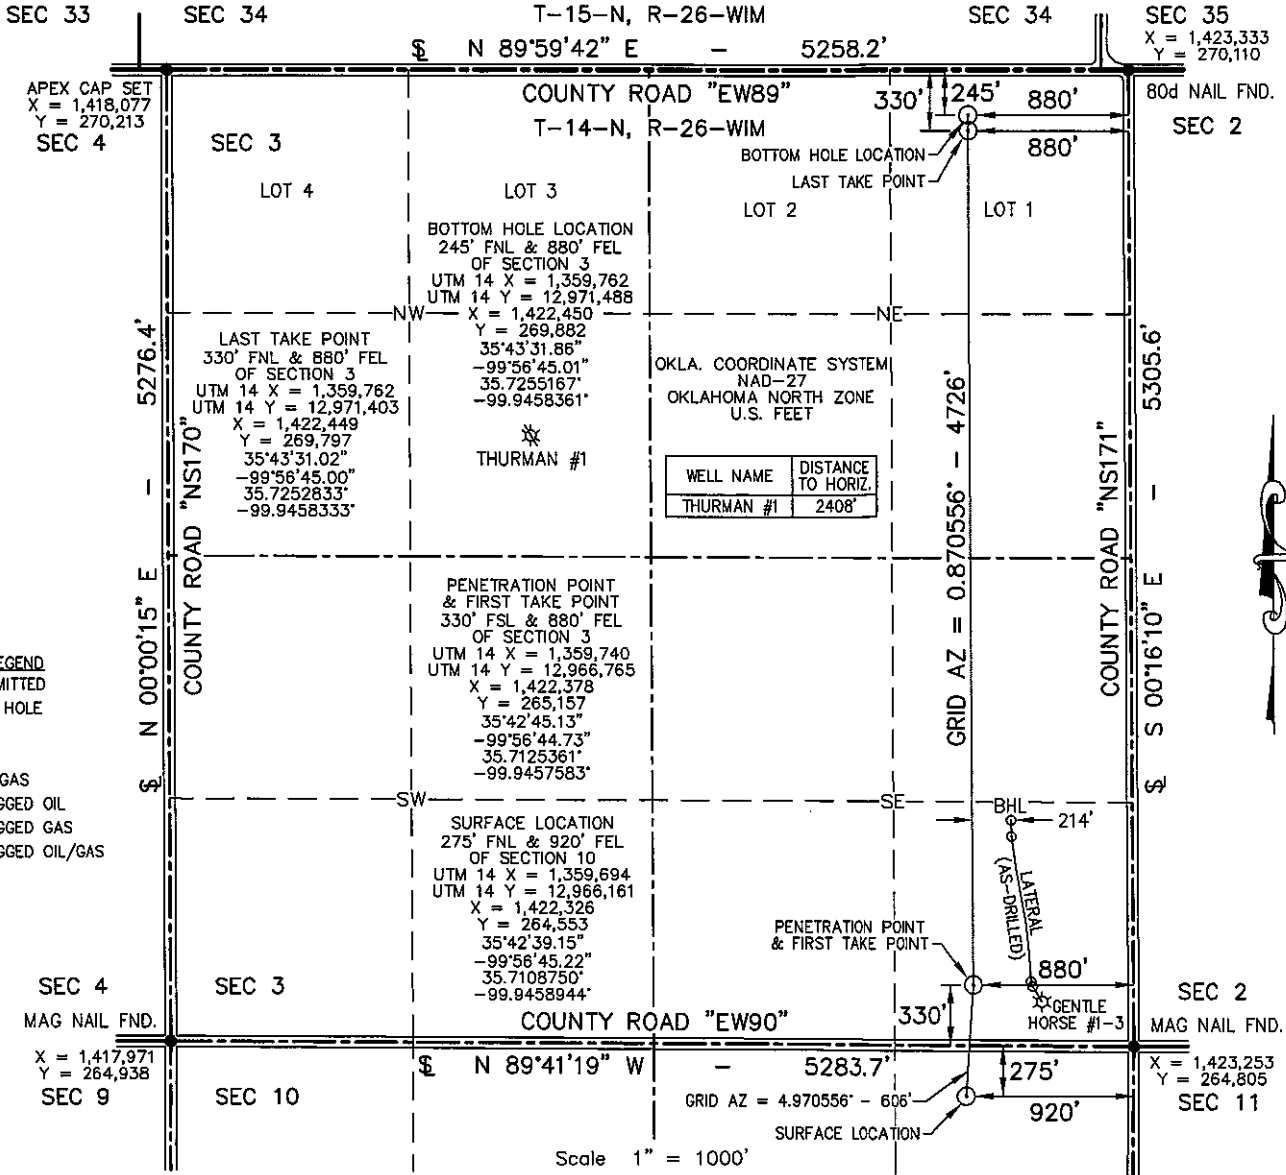 SEC 33 SEC 34 T-15-N, R-26-WIM SEC 34 SEC 35
X = 1,423,333
Y = 270,110
℄ N 89°59'42" E - 5258.2'
APEX CAP SET
X = 1,418,077
Y = 270,213
SEC 4
SEC 3
COUNTY ROAD "EW89"
T-14-N, R-26-WIM
330' 245' 880'
880'
80d NAIL FND.
SEC 2
BOTTOM HOLE LOCATION
LAST TAKE POINT
LOT 4
LOT 3
LOT 2
LOT 1
BOTTOM HOLE LOCATION
245' FNL & 880' FEL
OF SECTION 3
UTM 14 X = 1,359,762
UTM 14 Y = 12,971,488
X = 1,422,450
Y = 269,882
35°43'31.86"
-99°56'45.01"
35.7255167°
-99.9458361°
NW
NE
LAST TAKE POINT
330' FNL & 880' FEL
OF SECTION 3
UTM 14 X = 1,359,762
UTM 14 Y = 12,971,403
X = 1,422,449
Y = 269,797
35°43'31.02"
-99°56'45.00"
35.7252833°
-99.9458333°
THURMAN #1
OKLA. COORDINATE SYSTEM
NAD-27
OKLAHOMA NORTH ZONE
U.S. FEET
WELL NAME DISTANCE
TO HORIZ.
THURMAN #1 2408'
℄ N 00°00'15" E - 5276.4'
COUNTY ROAD "NS170"
GRID AZ = 0.870556° - 4726'
COUNTY ROAD "NS171"
℄ S 00°16'10" E - 5305.6'
EGEND
MITTED
HOLE
GAS
GGED OIL
GGED GAS
GGED OIL/GAS
PENETRATION POINT
& FIRST TAKE POINT
330' FSL & 880' FEL
OF SECTION 3
UTM 14 X = 1,359,740
UTM 14 Y = 12,966,765
X = 1,422,378
Y = 265,157
35°42'45.13"
-99°56'44.73"
35.7125361°
-99.9457583°
SW
SE
SURFACE LOCATION
275' FNL & 920' FEL
OF SECTION 10
UTM 14 X = 1,359,694
UTM 14 Y = 12,966,161
X = 1,422,326
Y = 264,553
35°42'39.15"
-99°56'45.22"
35.7108750°
-99.9458944°
BHL
214'
LATERAL
(AS-DRILLED)
PENETRATION POINT
& FIRST TAKE POINT
880'
GENTLE
HORSE #1-3
330'
SEC 4 SEC 3
SEC 2
MAG NAIL FND.
COUNTY ROAD "EW90"
MAG NAIL FND.
X = 1,417,971
Y = 264,938
SEC 9
SEC 10
℄ N 89°41'19" W - 5283.7'
275'
X = 1,423,253
Y = 264,805
SEC 11
GRID AZ = 4.970556° - 606'
920'
SURFACE LOCATION
Scale 1" = 1000'